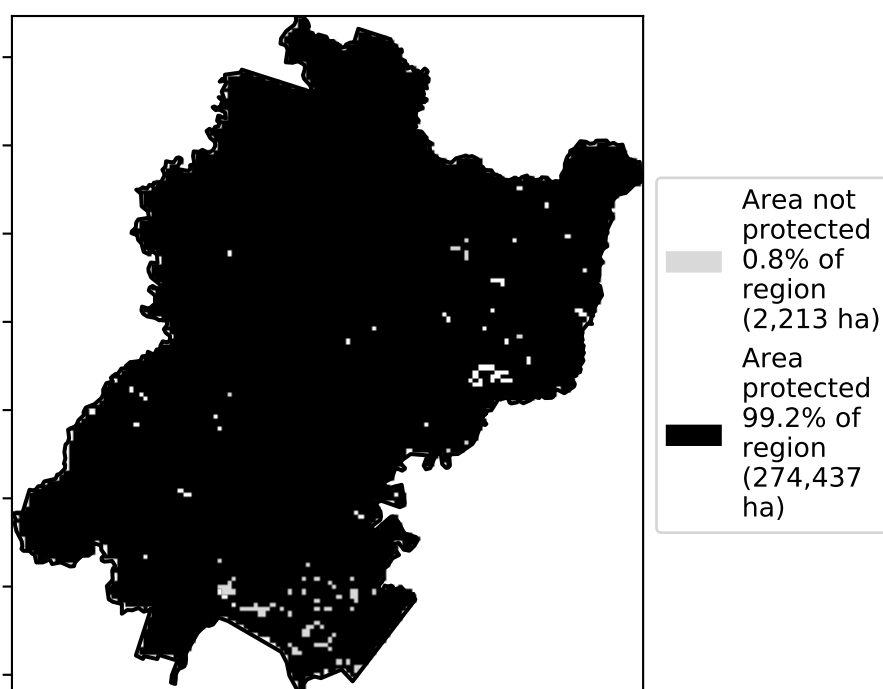 Area not
protected
0.8% of
region
(2,213 ha)
Area
protected
99.2% of
region
(274,437
ha)